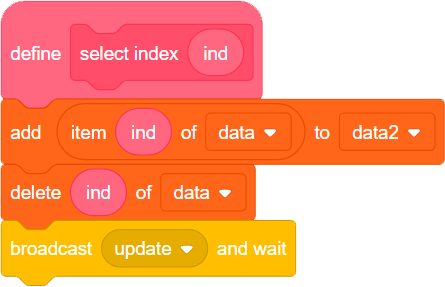 define select index ind
add item ind of data to data2
delete ind of data
broadcast update and wait